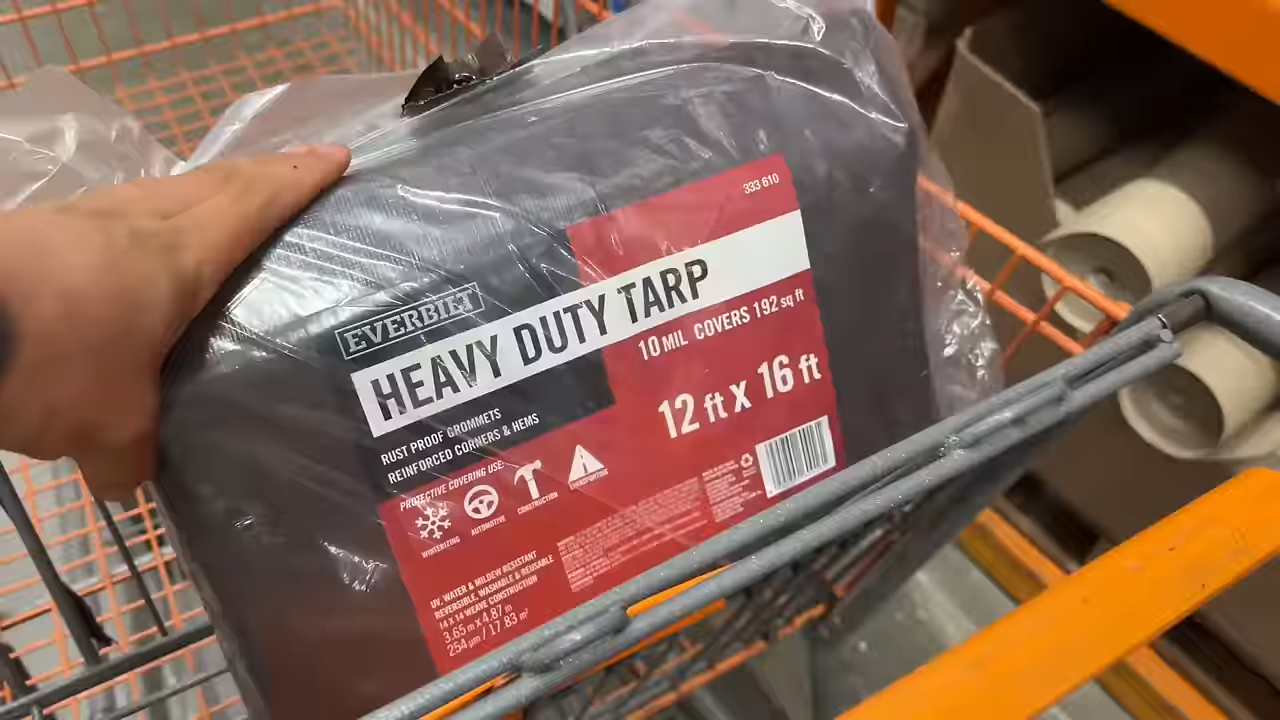 333 610
EVERBILT
HEAVY DUTY TARP
10 MIL COVERS 192 sq ft
12 ft X 16 ft
RUST PROOF GROMMETS
REINFORCED CORNERS & HEMS
PROTECTIVE COVERING USE:
WINTERIZING
AUTOMOTIVE
CONSTRUCTION
TRANSPORTING
UV, WATER & MILDEW RESISTANT
REVERSIBLE, WASHABLE & REUSABLE
14 X 14 WEAVE CONSTRUCTION
3.65 m x 4.87 m
254 µm / 17 83 m²